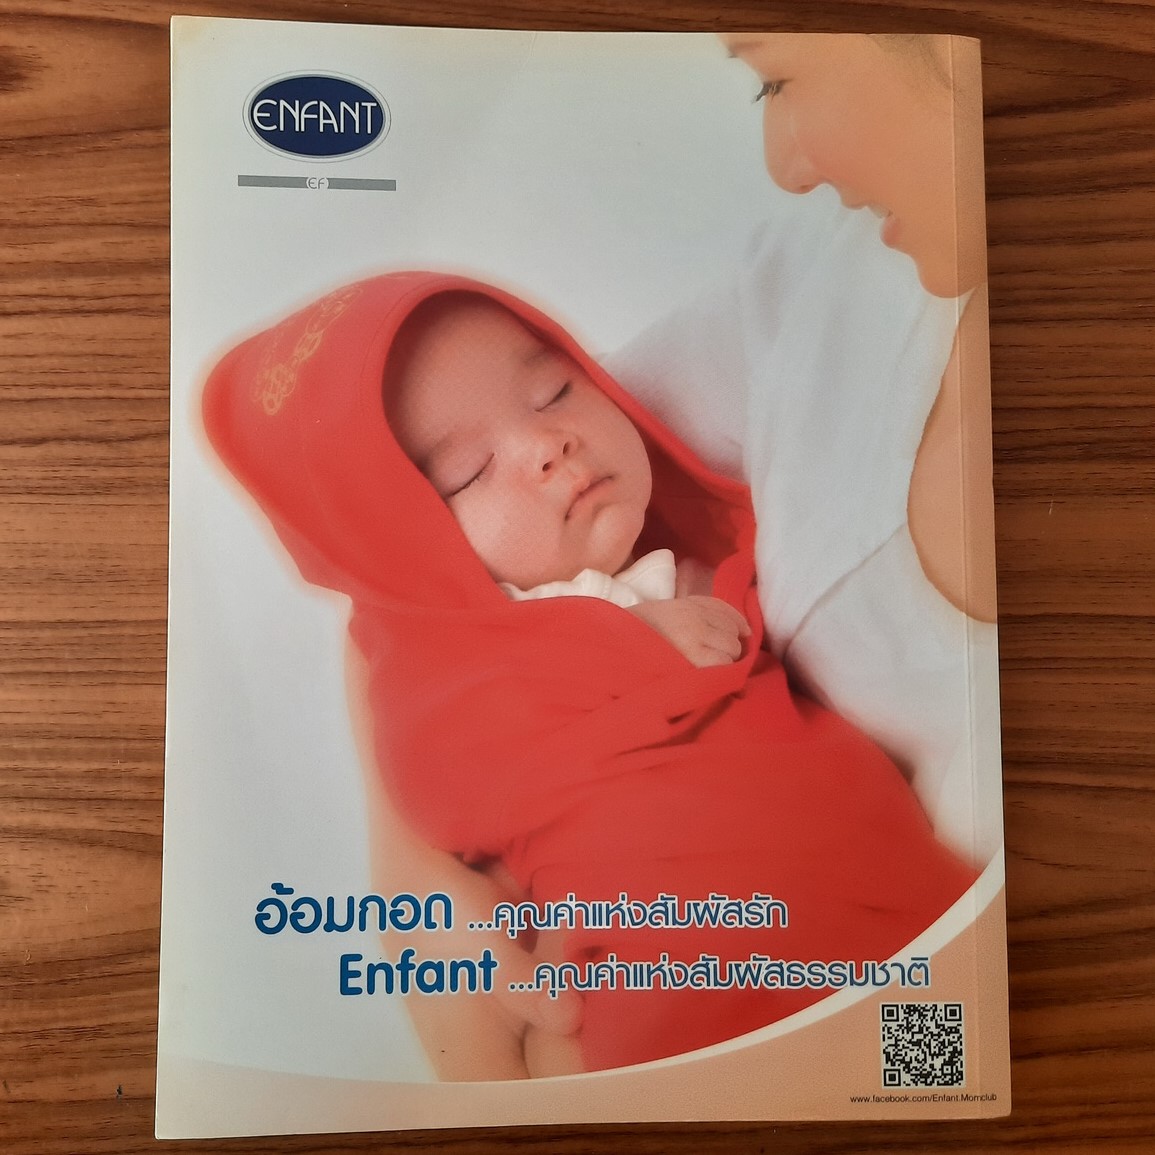 ENFANT
EF
อ้อมกอด ...คุณค่าแห่งสัมผัสรัก
Enfant ...คุณค่าแห่งสัมผัสธรรมชาติ
www.facebook.com/Enfant.Momclub